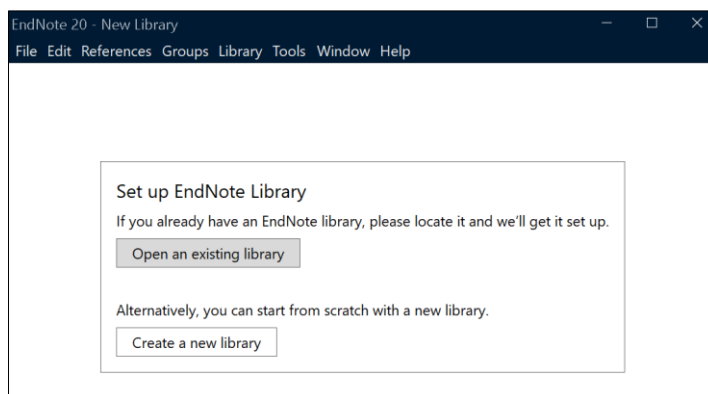 EndNote 20 - New Library
File Edit References Groups Library Tools Window Help
Set up EndNote Library
If you already have an EndNote library, please locate it and we'll get it set up.
Open an existing library
Alternatively, you can start from scratch with a new library.
Create a new library